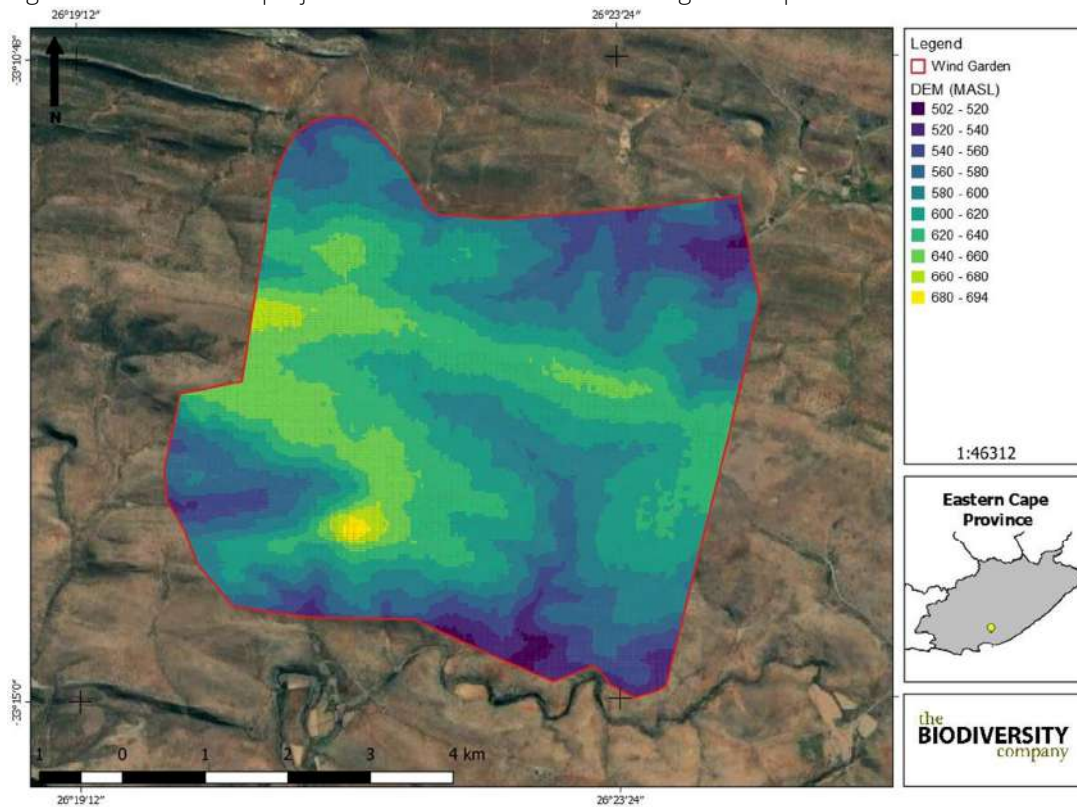 26°19'12"
26°23'24"
-33°10'48"
N
Legend
Wind Garden
DEM (MASL)
502 - 520
520 - 540
540 - 560
560 - 580
580 - 600
600 - 620
620 - 640
640 - 660
660 - 680
680 - 694
1:46312
Eastern Cape
Province
-33°15'0"
the
BIODIVERSITY
company
1 0 1 2 3 4 km
26°19'12"
26°23'24"